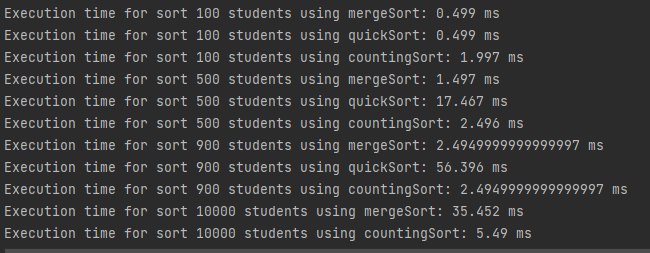 Execution time for sort 100 students using mergeSort: 0.499 ms
Execution time for sort 100 students using quickSort: 0.499 ms
Execution time for sort 100 students using countingSort: 1.997 ms
Execution time for sort 500 students using mergeSort: 1.497 ms
Execution time for sort 500 students using quickSort: 17.467 ms
Execution time for sort 500 students using countingSort: 2.496 ms
Execution time for sort 900 students using mergeSort: 2.4949999999999997 ms
Execution time for sort 900 students using quickSort: 56.396 ms
Execution time for sort 900 students using countingSort: 2.4949999999999997 ms
Execution time for sort 10000 students using mergeSort: 35.452 ms
Execution time for sort 10000 students using countingSort: 5.49 ms